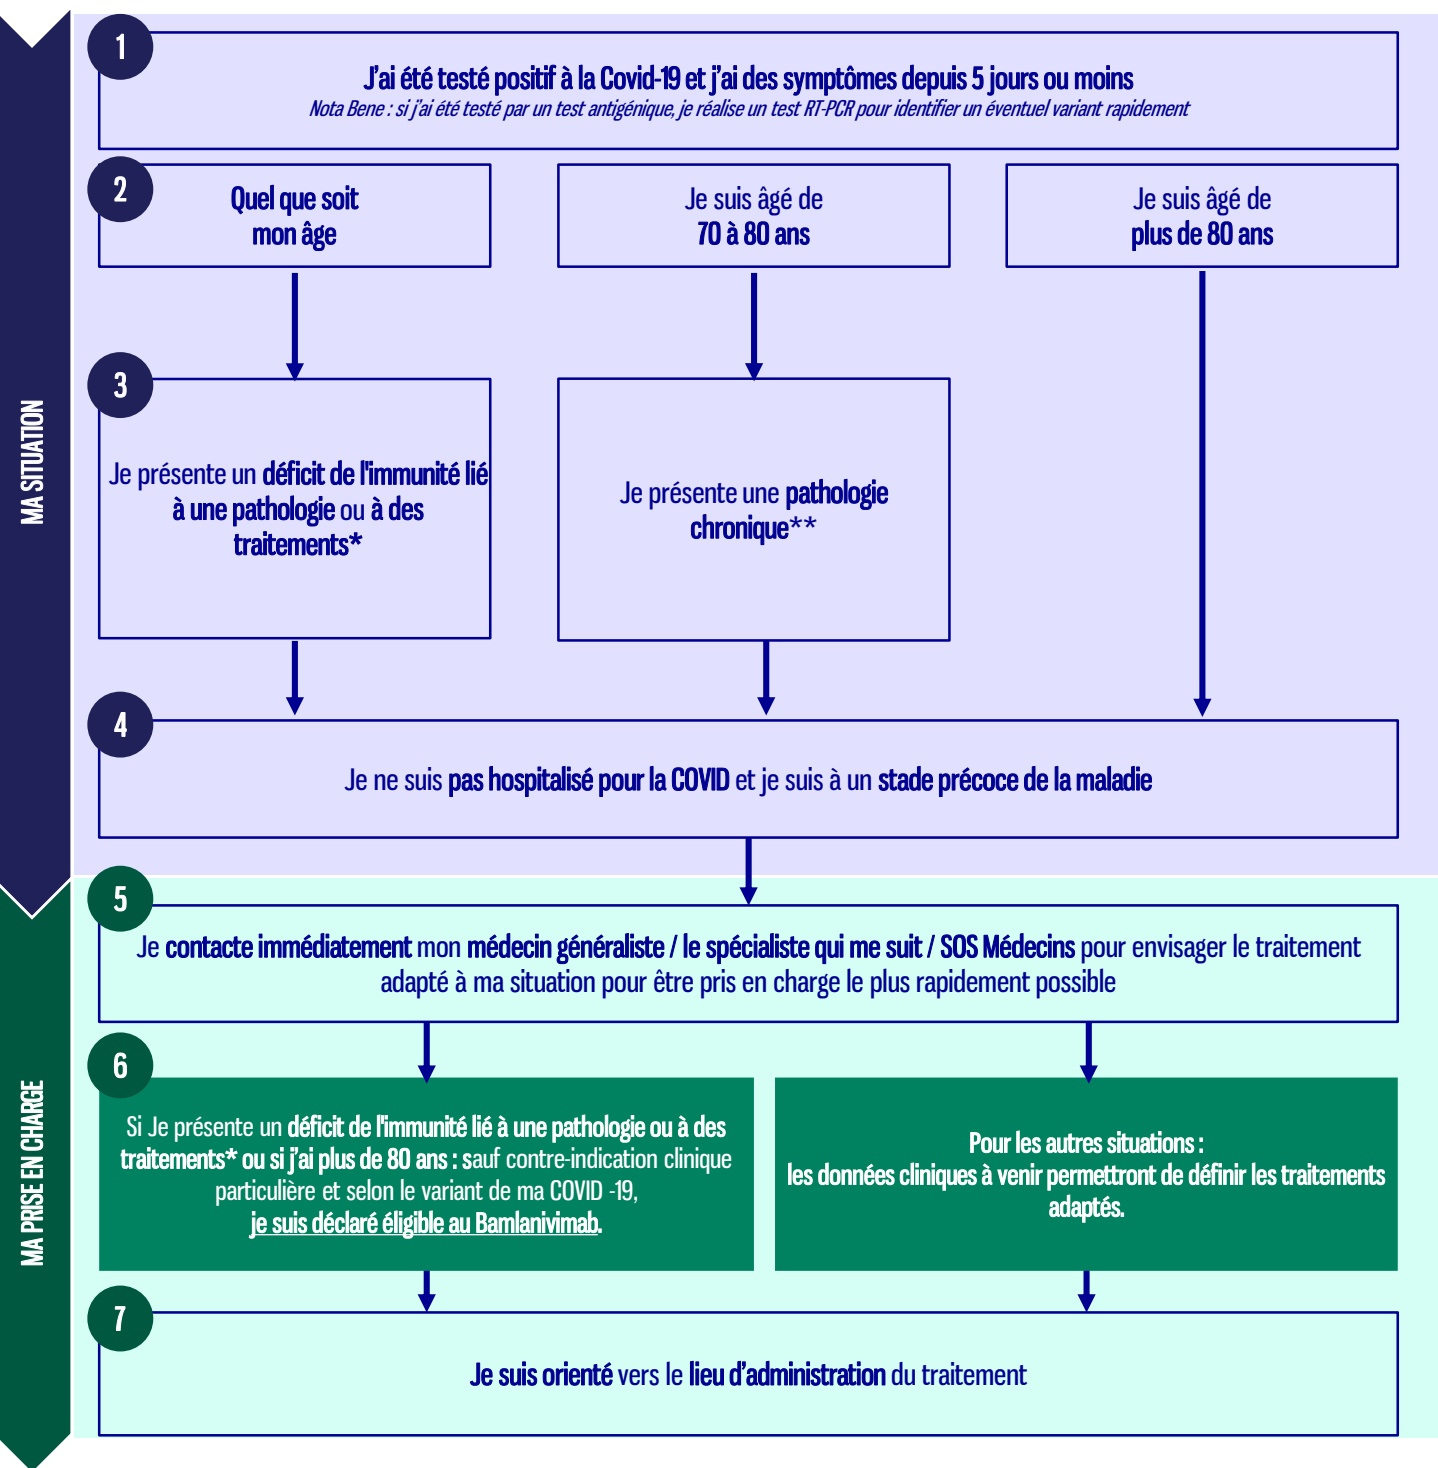 1
J'ai été testé positif à la Covid-19 et j'ai des symptômes depuis 5 jours ou moins
Nota Bene : si j'ai été testé par un test antigénique, je réalise un test RT-PCR pour identifier un éventuel variant rapidement
2
Quel que soit
mon âge
Je suis âgé de
70 à 80 ans
Je suis âgé de
plus de 80 ans
MA SITUATION
3
Je présente un déficit de l'immunité lié
à une pathologie ou à des
traitements*
Je présente une pathologie
chronique**
4
Je ne suis pas hospitalisé pour la COVID et je suis à un stade précoce de la maladie
5
Je contacte immédiatement mon médecin généraliste / le spécialiste qui me suit / SOS Médecins pour envisager le traitement
adapté à ma situation pour être pris en charge le plus rapidement possible
MA PRISE EN CHARGE
6
Si Je présente un déficit de l'immunité lié à une pathologie ou à des
traitements* ou si j'ai plus de 80 ans : sauf contre-indication clinique
particulière et selon le variant de ma COVID -19,
je suis déclaré éligible au Bamlanivimab.
Pour les autres situations :
les données cliniques à venir permettront de définir les traitements
adaptés.
7
Je suis orienté vers le lieu d'administration du traitement